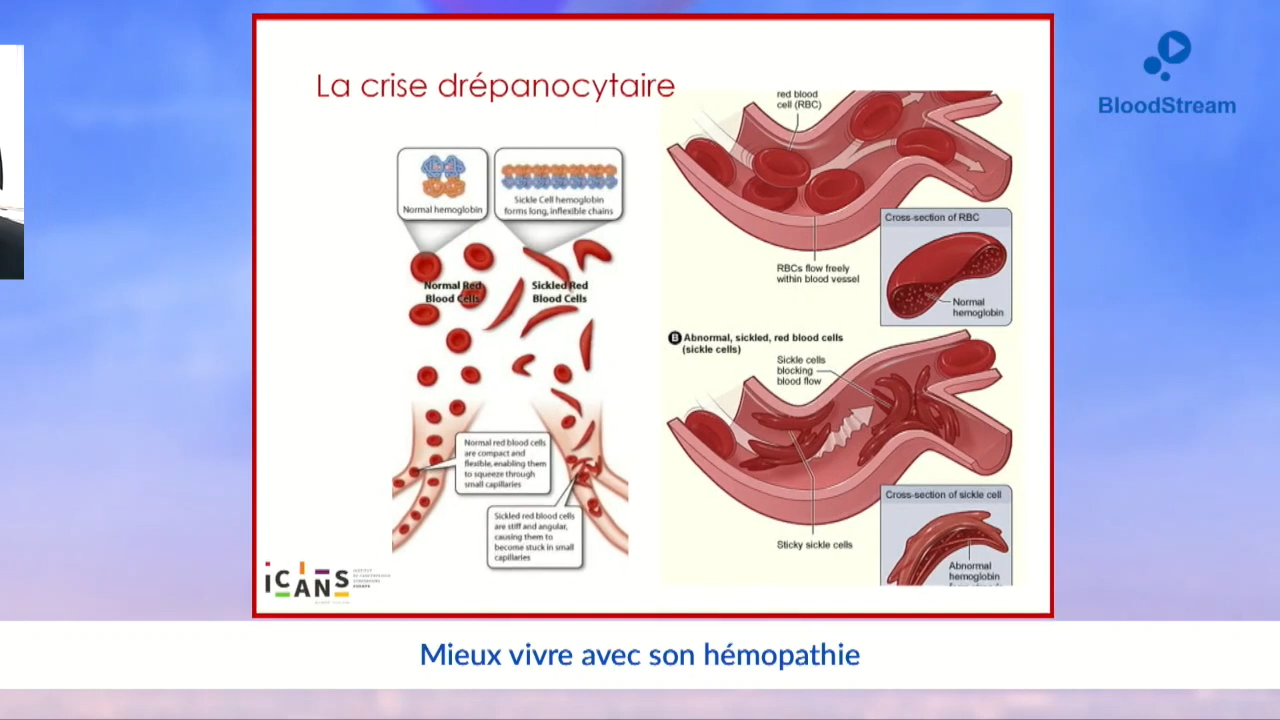 La crise drépanocytaire
BloodStream
Normal hemoglobin
Sickle Cell hemoglobin
forms long, inflexible chains
Normal Red
Blood Cells
Sickled Red
Blood Cells
Normal red blood cells
are compact and
flexible, enabling them
to squeeze through
small capillaries
Sickled red blood cells
are stiff and angular,
causing them to
become stuck in small
capillaries
red blood
cell (RBC)
RBCs flow freely
within blood vessel
Cross-section of RBC
Normal
hemoglobin
B Abnormal, sickled, red blood cells
(sickle cells)
Sickle cells
blocking
blood flow
Sticky sickle cells
Cross-section of sickle cell
Abnormal
hemoglobin
iCANS
Mieux vivre avec son hémopathie